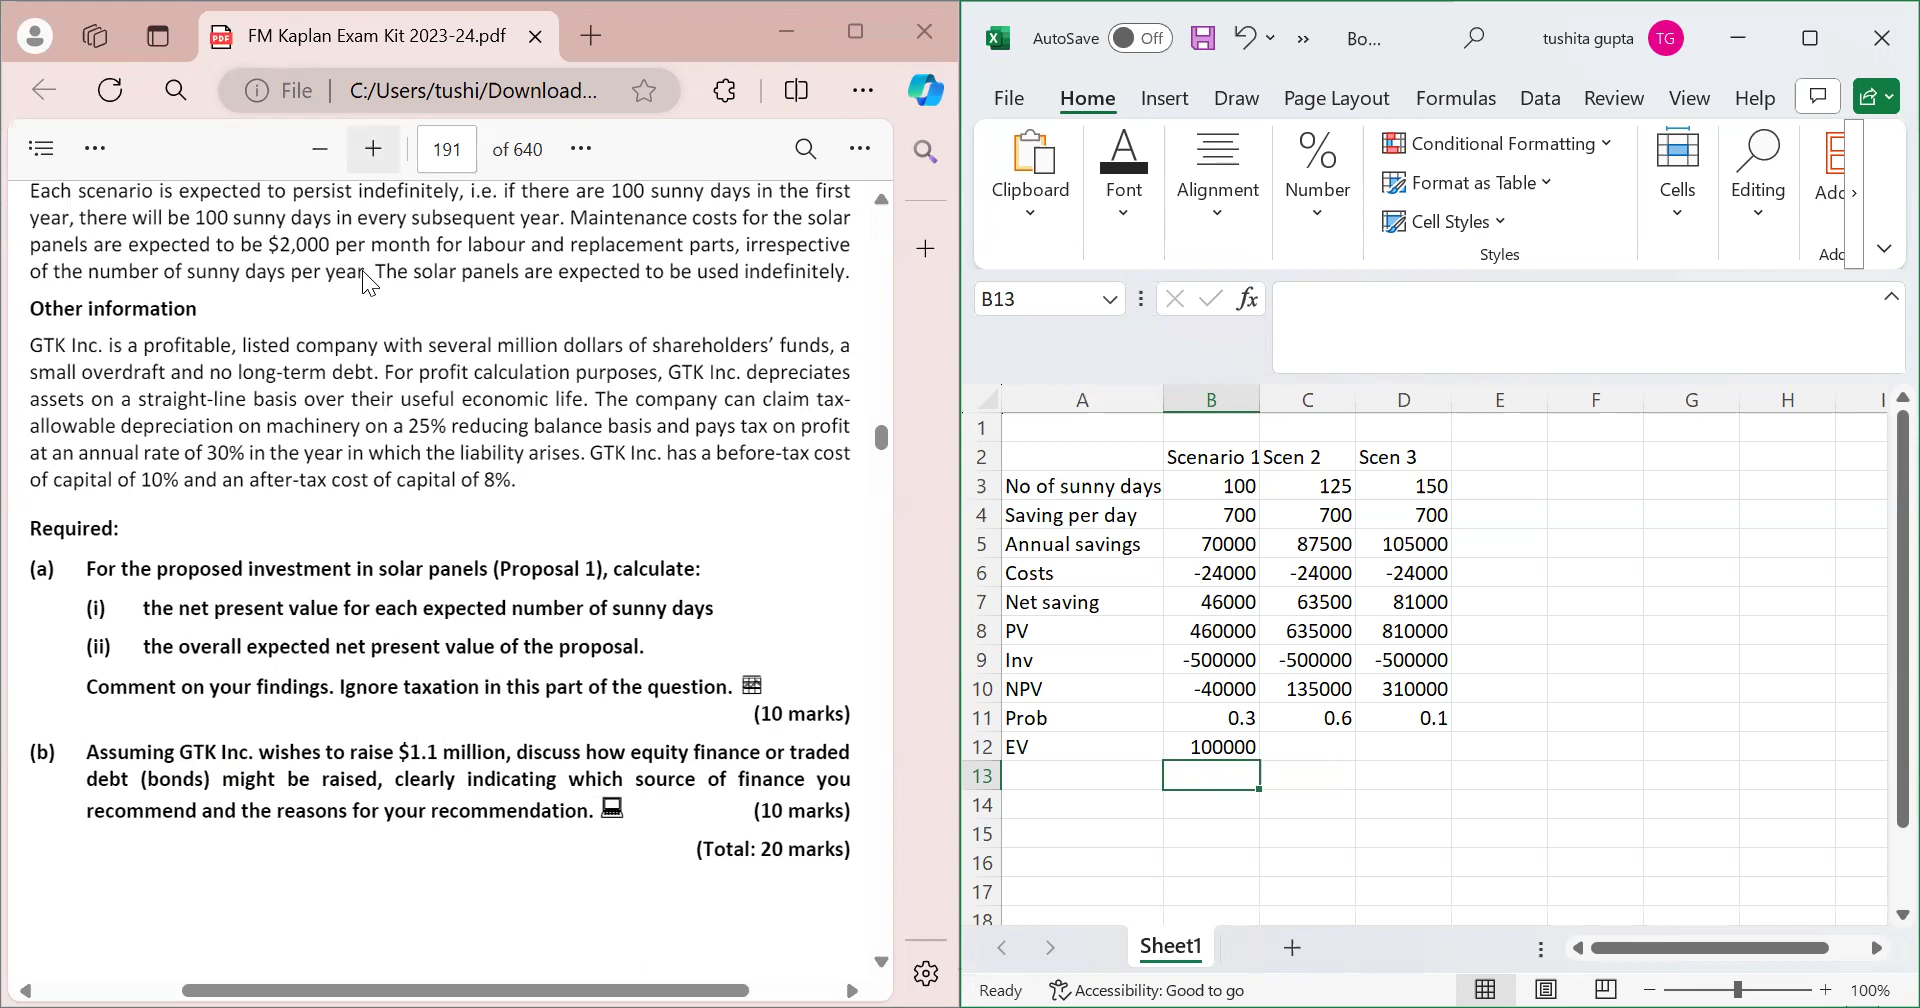 FM Kaplan Exam Kit 2023-24.pdf
File
C:/Users/tushi/Download...
191 of 640
Each scenario is expected to persist indefinitely, i.e. if there are 100 sunny days in the first
year, there will be 100 sunny days in every subsequent year. Maintenance costs for the solar
panels are expected to be $2,000 per month for labour and replacement parts, irrespective
of the number of sunny days per year. The solar panels are expected to be used indefinitely.
Other information
GTK Inc. is a profitable, listed company with several million dollars of shareholders' funds, a
small overdraft and no long-term debt. For profit calculation purposes, GTK Inc. depreciates
assets on a straight-line basis over their useful economic life. The company can claim tax-
allowable depreciation on machinery on a 25% reducing balance basis and pays tax on profit
at an annual rate of 30% in the year in which the liability arises. GTK Inc. has a before-tax cost
of capital of 10% and an after-tax cost of capital of 8%.
Required:
(a) For the proposed investment in solar panels (Proposal 1), calculate:
(i) the net present value for each expected number of sunny days
(ii) the overall expected net present value of the proposal.
Comment on your findings. Ignore taxation in this part of the question.
(10 marks)
(b) Assuming GTK Inc. wishes to raise $1.1 million, discuss how equity finance or traded
debt (bonds) might be raised, clearly indicating which source of finance you
recommend and the reasons for your recommendation. (10 marks)
(Total: 20 marks)
AutoSave Off Bo... tushita gupta TG
File Home Insert Draw Page Layout Formulas Data Review View Help
Clipboard Font Alignment Number
Conditional Formatting
Format as Table
Cell Styles
Styles
Cells Editing Add
Add
B13 fx
A B C D E F G H I
1
2 Scenario 1 Scen 2 Scen 3
3 No of sunny days 100 125 150
4 Saving per day 700 700 700
5 Annual savings 70000 87500 105000
6 Costs -24000 -24000 -24000
7 Net saving 46000 63500 81000
8 PV 460000 635000 810000
9 Inv -500000 -500000 -500000
10 NPV -40000 135000 310000
11 Prob 0.3 0.6 0.1
12 EV 100000
13
14
15
16
17
18
Sheet1
Ready Accessibility: Good to go 100%